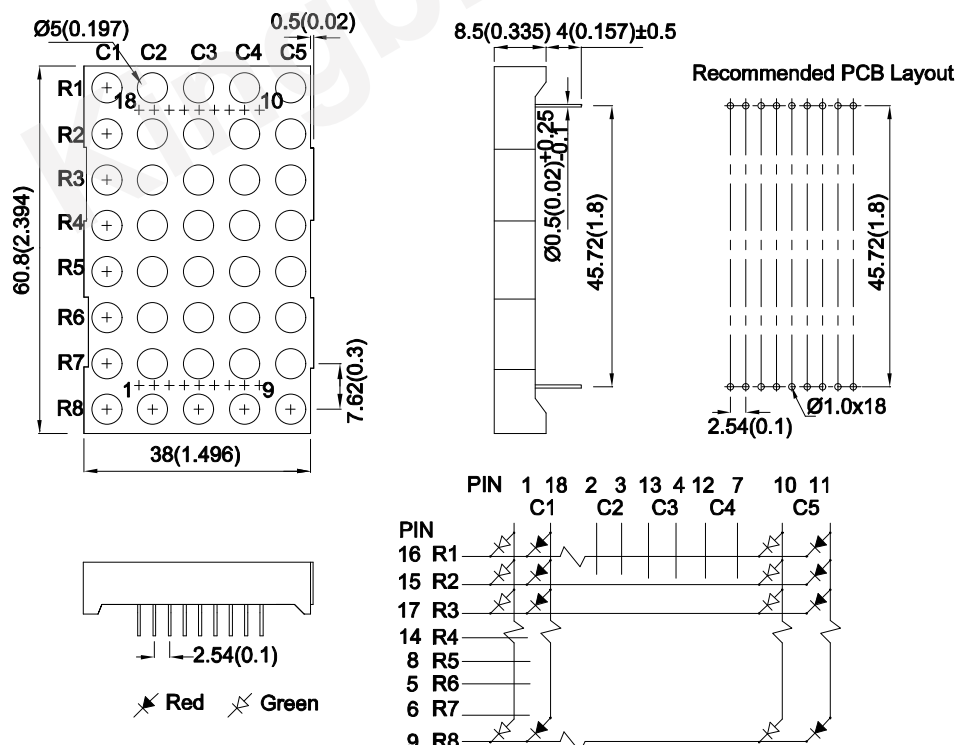 Ø5(0.197)
0.5(0.02)
C1 C2 C3 C4 C5
R1
18
10
R2
R3
R4
R5
R6
R7
1
9
R8
60.8(2.394)
7.62(0.3)
38(1.496)
8.5(0.335) 4(0.157)±0.5
Ø0.5(0.02)+0.25
-0.1
45.72(1.8)
Recommended PCB Layout
45.72(1.8)
Ø1.0x18
2.54(0.1)
2.54(0.1)
Red Green
PIN 1 18 2 3 13 4 12 7 10 11
C1 C2 C3 C4 C5
PIN
16 R1
15 R2
17 R3
14 R4
8 R5
5 R6
6 R7
9 R8